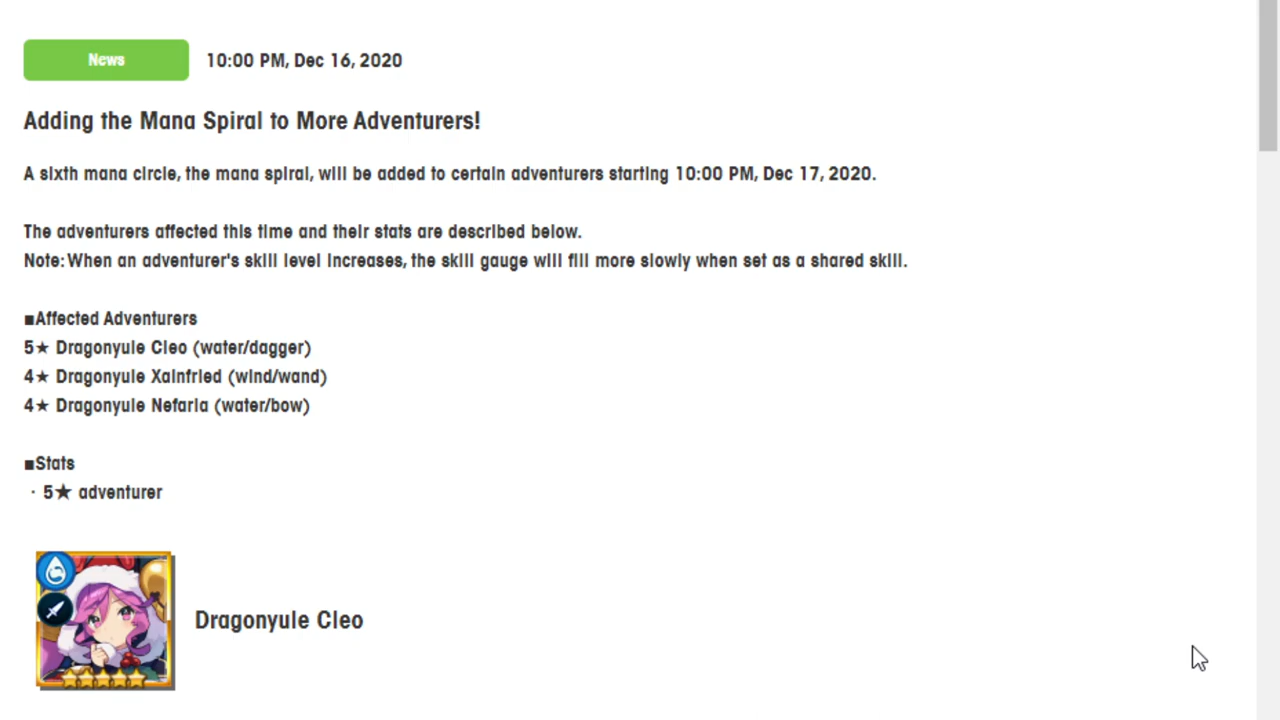 News 10:00 PM, Dec 16, 2020
Adding the Mana Spiral to More Adventurers!
A sixth mana circle, the mana spiral, will be added to certain adventurers starting 10:00 PM, Dec 17, 2020.
The adventurers affected this time and their stats are described below.
Note: When an adventurer's skill level increases, the skill gauge will fill more slowly when set as a shared skill.
■Affected Adventurers
5★ Dragonyule Cleo (water/dagger)
4★ Dragonyule Xainfried (wind/wand)
4★ Dragonyule Nefaria (water/bow)
■Stats
・5★ adventurer
Dragonyule Cleo